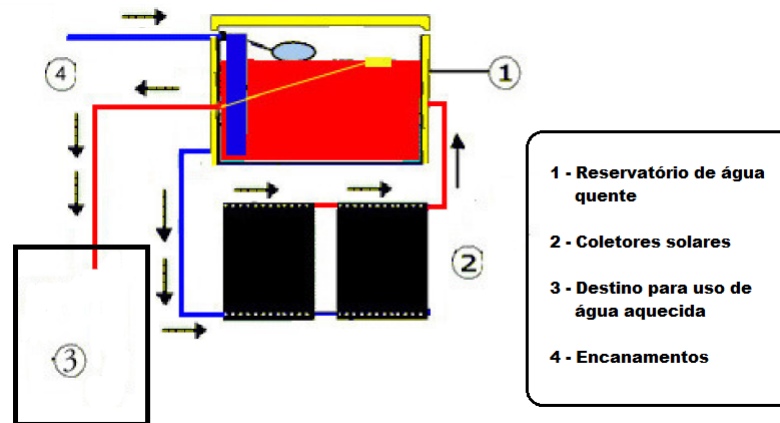 4
1
2
3
1 - Reservatório de água
quente
2 - Coletores solares
3 - Destino para uso de
água aquecida
4 - Encanamentos